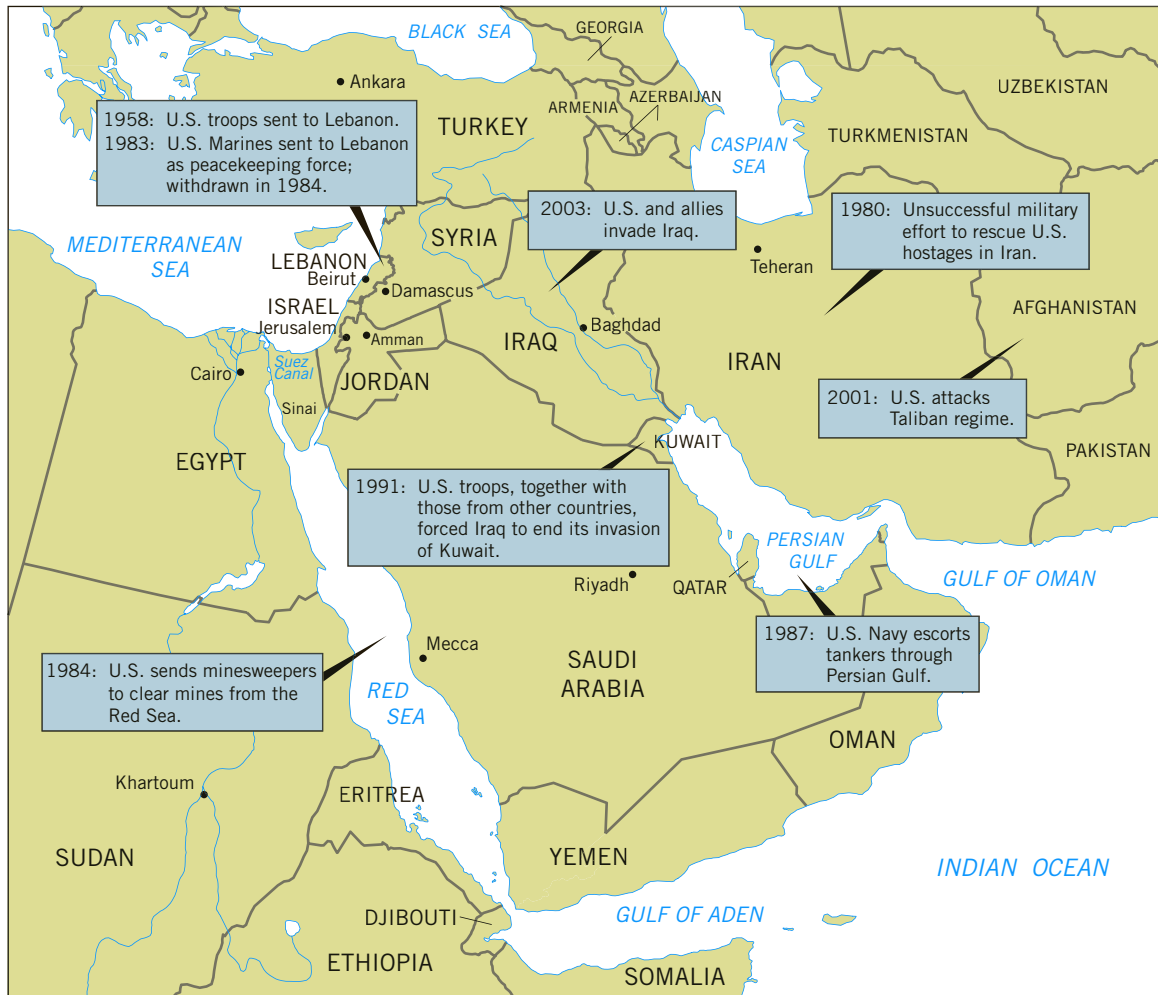 BLACK SEA
GEORGIA
UZBEKISTAN
Ankara
ARMENIA
AZERBAIJAN
TURKEY
TURKMENISTAN
CASPIAN
SEA
1958: U.S. troops sent to Lebanon.
1983: U.S. Marines sent to Lebanon
as peacekeeping force;
withdrawn in 1984.
2003: U.S. and allies
invade Iraq.
1980: Unsuccessful military
effort to rescue U.S.
hostages in Iran.
MEDITERRANEAN
SEA
SYRIA
LEBANON
Beirut
Damascus
Teheran
AFGHANISTAN
ISRAEL
Jerusalem
Amman
Baghdad
IRAQ
IRAN
Suez
Canal
Cairo
JORDAN
Sinai
2001: U.S. attacks
Taliban regime.
PAKISTAN
EGYPT
KUWAIT
1991: U.S. troops, together with
those from other countries,
forced Iraq to end its invasion
of Kuwait.
PERSIAN
GULF
GULF OF OMAN
Riyadh
QATAR
1987: U.S. Navy escorts
tankers through
Persian Gulf.
Mecca
SAUDI
ARABIA
1984: U.S. sends minesweepers
to clear mines from the
Red Sea.
RED
SEA
OMAN
Khartoum
ERITREA
SUDAN
YEMEN
INDIAN OCEAN
DJIBOUTI
GULF OF ADEN
ETHIOPIA
SOMALIA